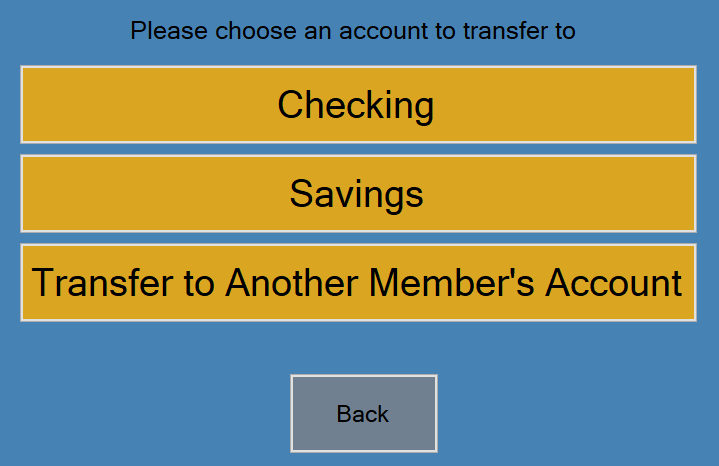 Please choose an account to transfer to
Checking
Savings
Transfer to Another Member's Account
Back